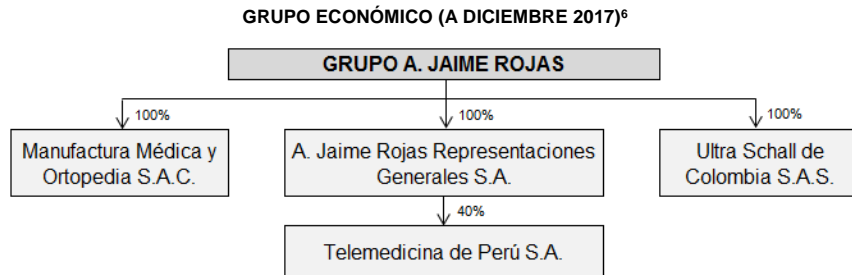 GRUPO ECONÓMICO (A DICIEMBRE 2017)⁶
GRUPO A. JAIME ROJAS
100%
100%
100%
Manufactura Médica y
Ortopedia S.A.C.
A. Jaime Rojas Representaciones
Generales S.A.
Ultra Schall de
Colombia S.A.S.
40%
Telemedicina de Perú S.A.